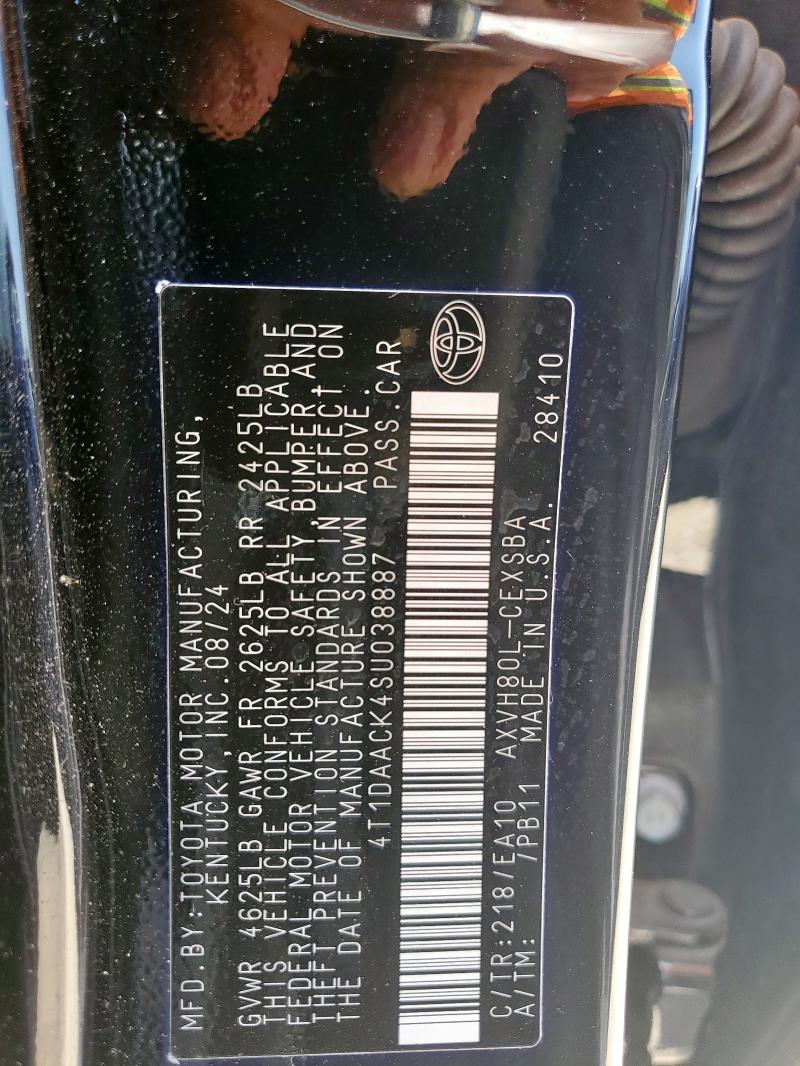 MFD.BY:TOYOTA MOTOR MANUFACTURING,
KENTUCKY, INC.08/24
GVWR 4625LB GAWR FR 2625LB RR 2425LB
THIS VEHICLE CONFORMS TO ALL APPLICABLE
FEDERAL MOTOR VEHICLE SAFETY, BUMPER, AND
THEFT PREVENTION STANDARDS IN EFFECT ON
THE DATE OF MANUFACTURE SHOWN ABOVE.
4T1DAACK4SU038887 PASS.CAR
C/TR:218/EA10 AXVH80L-CEXSBA
A/TM: /PB11 MADE IN U.S.A. 28410